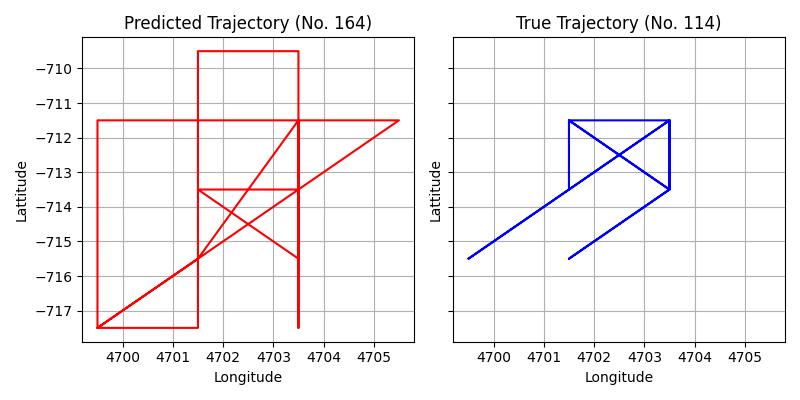 Predicted Trajectory (No. 164)
True Trajectory (No. 114)
Lattitude
−710
−711
−712
−713
−714
−715
−716
−717
4700 4701 4702 4703 4704 4705
Longitude
Lattitude
4700 4701 4702 4703 4704 4705
Longitude